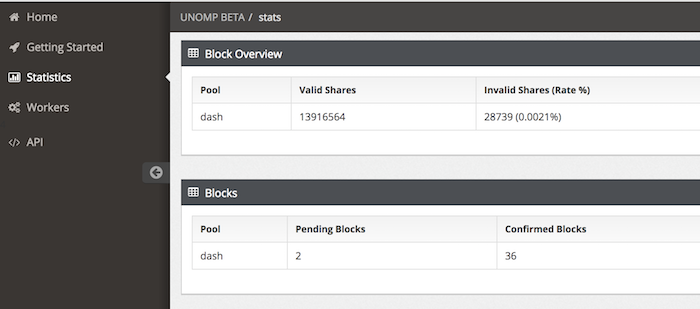 Home
Getting Started
Statistics
Workers
API
UNOMP BETA / stats
Block Overview
Pool Valid Shares Invalid Shares (Rate %)
dash 13916564 28739 (0.0021%)
Blocks
Pool Pending Blocks Confirmed Blocks
dash 2 36